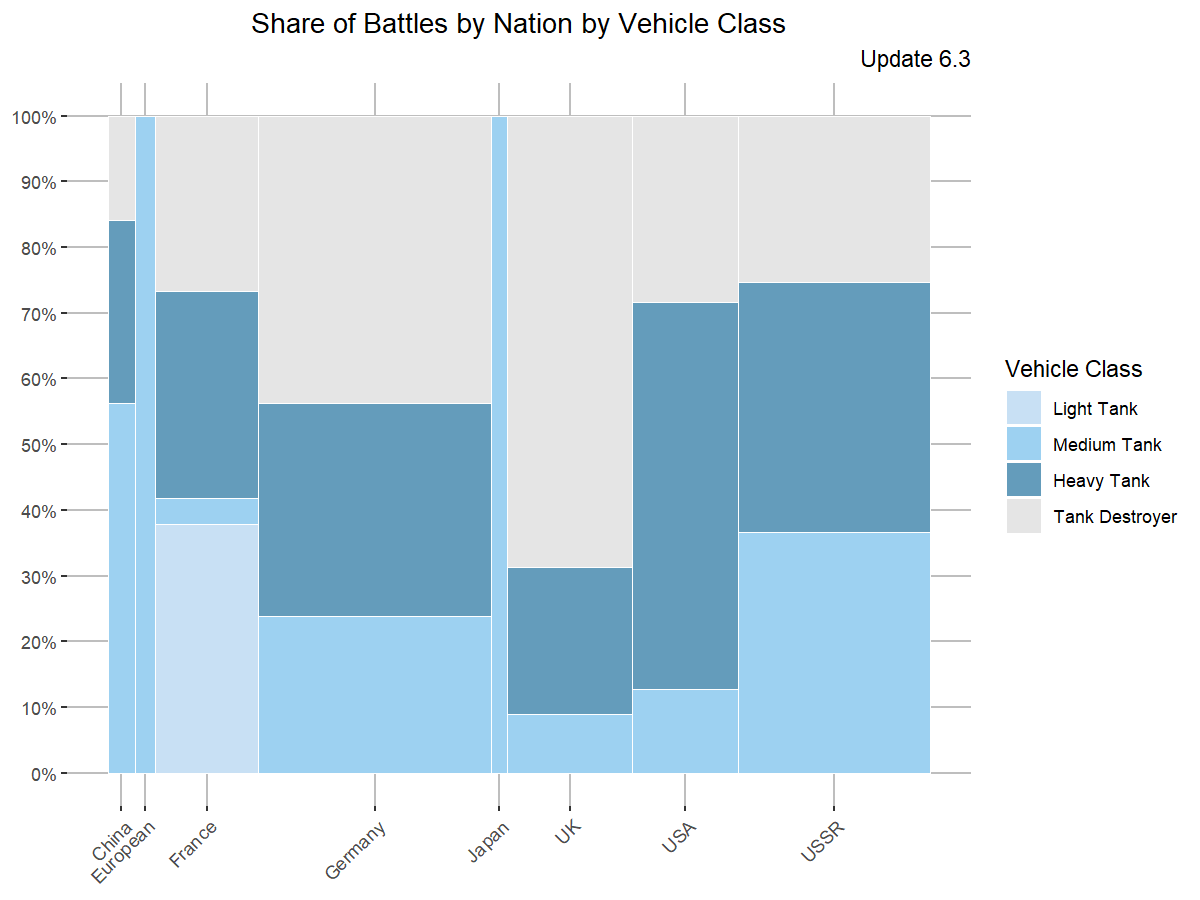 Share of Battles by Nation by Vehicle Class
Update 6.3
100%
90%
80%
70%
60%
50%
40%
30%
20%
10%
0%
China
European
France
Germany
Japan
UK
USA
USSR
Vehicle Class
Light Tank
Medium Tank
Heavy Tank
Tank Destroyer